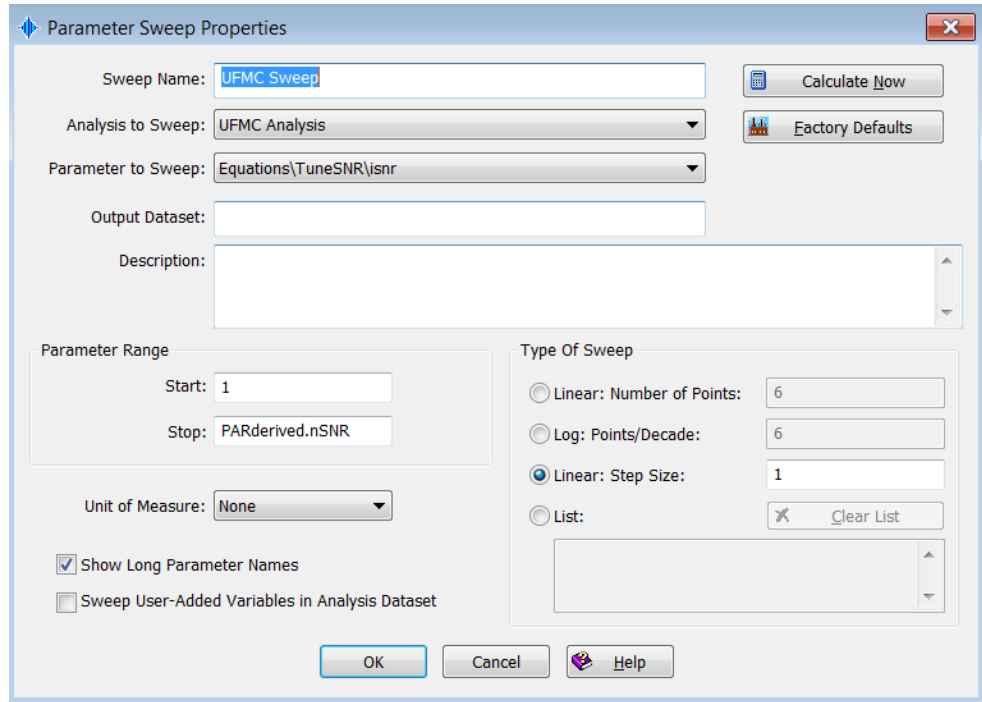 Parameter Sweep Properties
Sweep Name: UFMC Sweep
Calculate Now
Analysis to Sweep: UFMC Analysis
Factory Defaults
Parameter to Sweep: Equations\TuneSNR\isnr
Output Dataset:
Description:
Parameter Range
Start: 1
Stop: PARderived.nSNR
Unit of Measure: None
Show Long Parameter Names
Sweep User-Added Variables in Analysis Dataset
Type Of Sweep
Linear: Number of Points: 6
Log: Points/Decade: 6
Linear: Step Size: 1
List: Clear List
OK Cancel Help